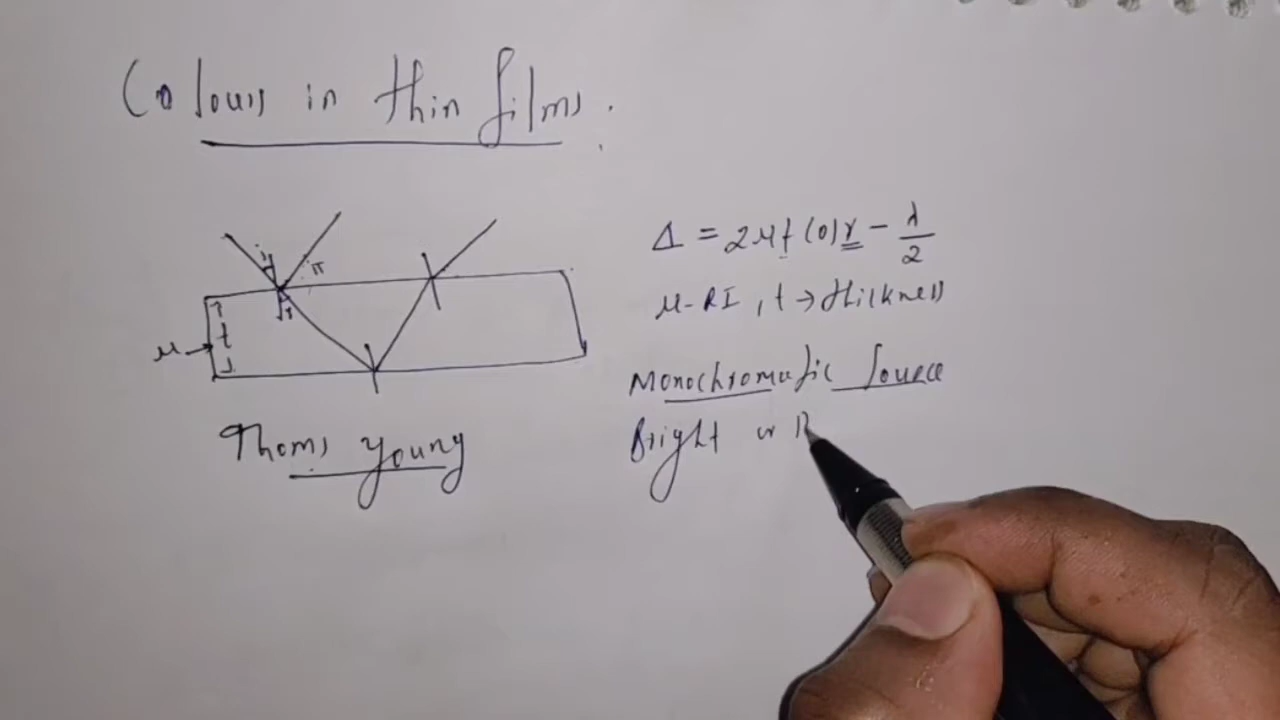 Colours in thin films.
i
π
r
μ → t
Δ = 2μt cos r - λ/2
μ - RI, t → thickness
Monochromatic Source
Thoms young
Bright or